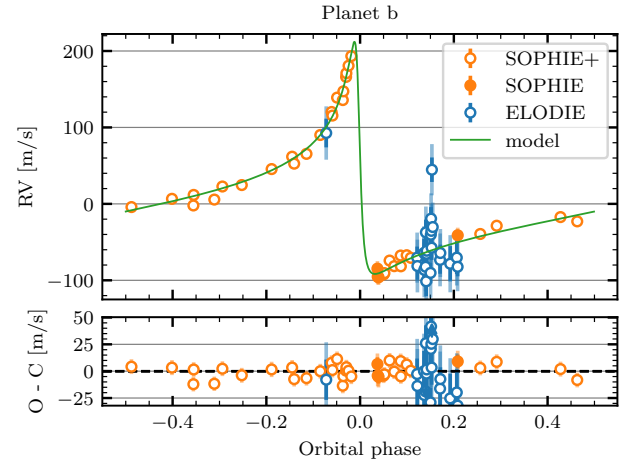 Planet b
200
100
0
−100
RV [m/s]
SOPHIE+
SOPHIE
ELODIE
model
50
25
0
−25
O - C [m/s]
−0.4
−0.2
0.0
0.2
0.4
Orbital phase